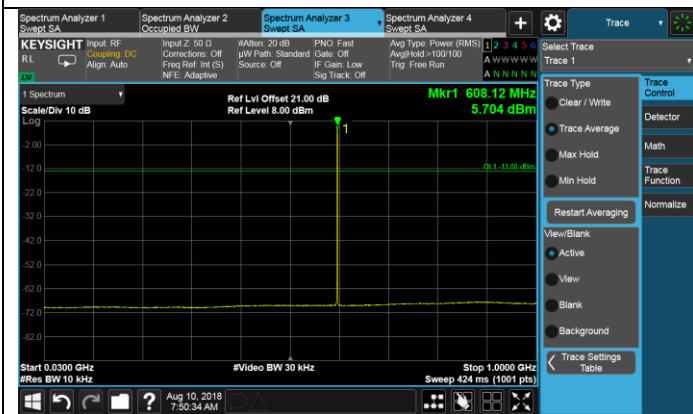 Spectrum Analyzer 1
Swept SA
Spectrum Analyzer 2
Occupied BW
Spectrum Analyzer 3
Swept SA
Spectrum Analyzer 4
Swept SA
+
Trace
KEYSIGHT
RL
LM
Input: RF
Coupling: DC
Align: Auto
Input Z: 50 Ω
Corrections: Off
Freq Ref: Int (S)
NFE: Adaptive
#Atten: 20 dB
µW Path: Standard
Source: Off
PNO: Fast
Gate: Off
IF Gain: Low
Sig Track: Off
Avg Type: Power (RMS)
Avg|Hold >100/100
Trig: Free Run
1 2 3 4 5 6
A W W W W W
A N N N N N
Select Trace
Trace 1
1 Spectrum
Scale/Div 10 dB
Log
Ref Lvl Offset 21.00 dB
Ref Level 8.00 dBm
Mkr1 608.12 MHz
5.704 dBm
1
-2.00
-12.0
DL1 -13.00 dBm
-22.0
-32.0
-42.0
-52.0
-62.0
-72.0
-82.0
Start 0.0300 GHz
#Res BW 10 kHz
#Video BW 30 kHz
Stop 1.0000 GHz
Sweep 424 ms (1001 pts)
Trace Type
Clear / Write
Trace Average
Max Hold
Min Hold
Restart Averaging
View/Blank
Active
View
Blank
Background
Trace Settings
Table
Trace
Control
Detector
Math
Trace
Function
Normalize
?
Aug 10, 2018
7:50:34 AM